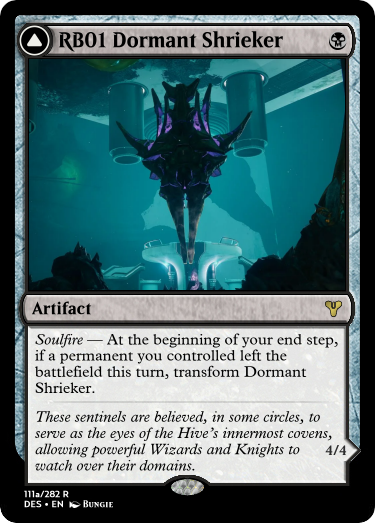 RB01 Dormant Shrieker
Artifact
Soulfire — At the beginning of your end step,
if a permanent you controlled left the
battlefield this turn, transform Dormant
Shrieker.
These sentinels are believed, in some circles, to
serve as the eyes of the Hive's innermost covens,
allowing powerful Wizards and Knights to
watch over their domains.
4/4
111a/282 R
DES • EN Bungie